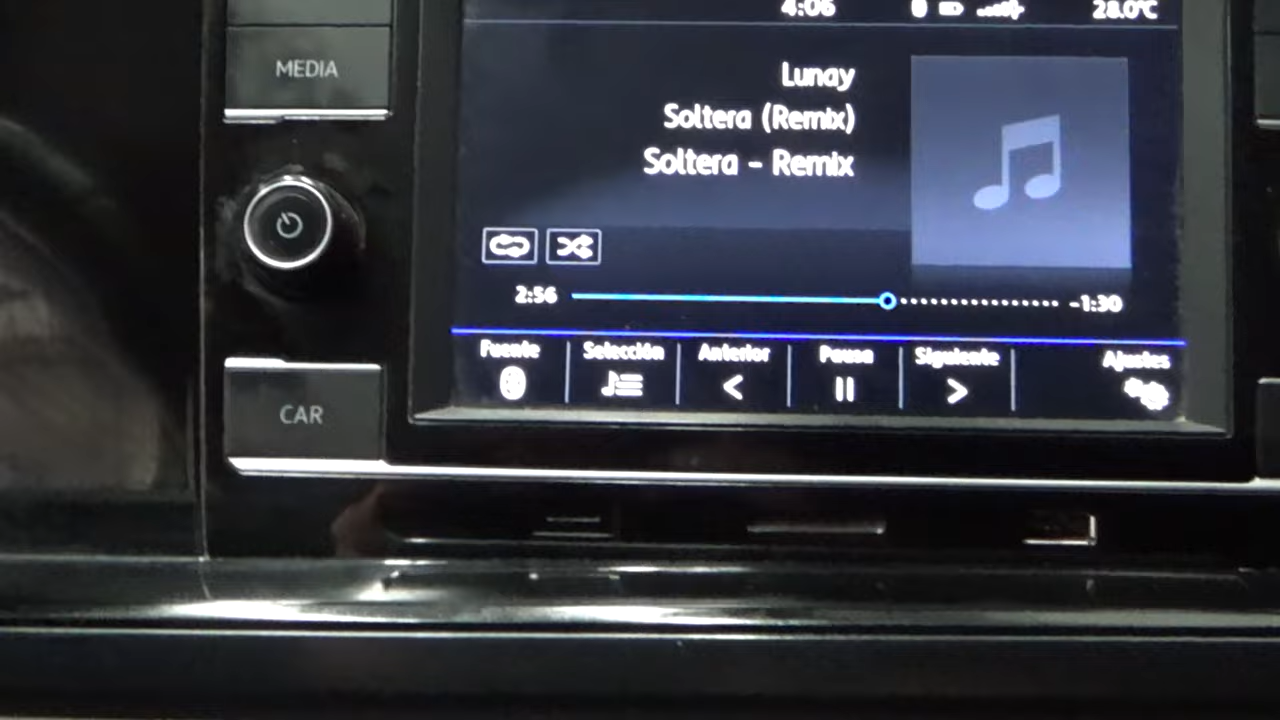 4:06 28.0°C
MEDIA
Lunay
Soltera (Remix)
Soltera - Remix
2:56 -1:30
Fuente Selección Anterior Pausa Siguiente Ajustes
CAR